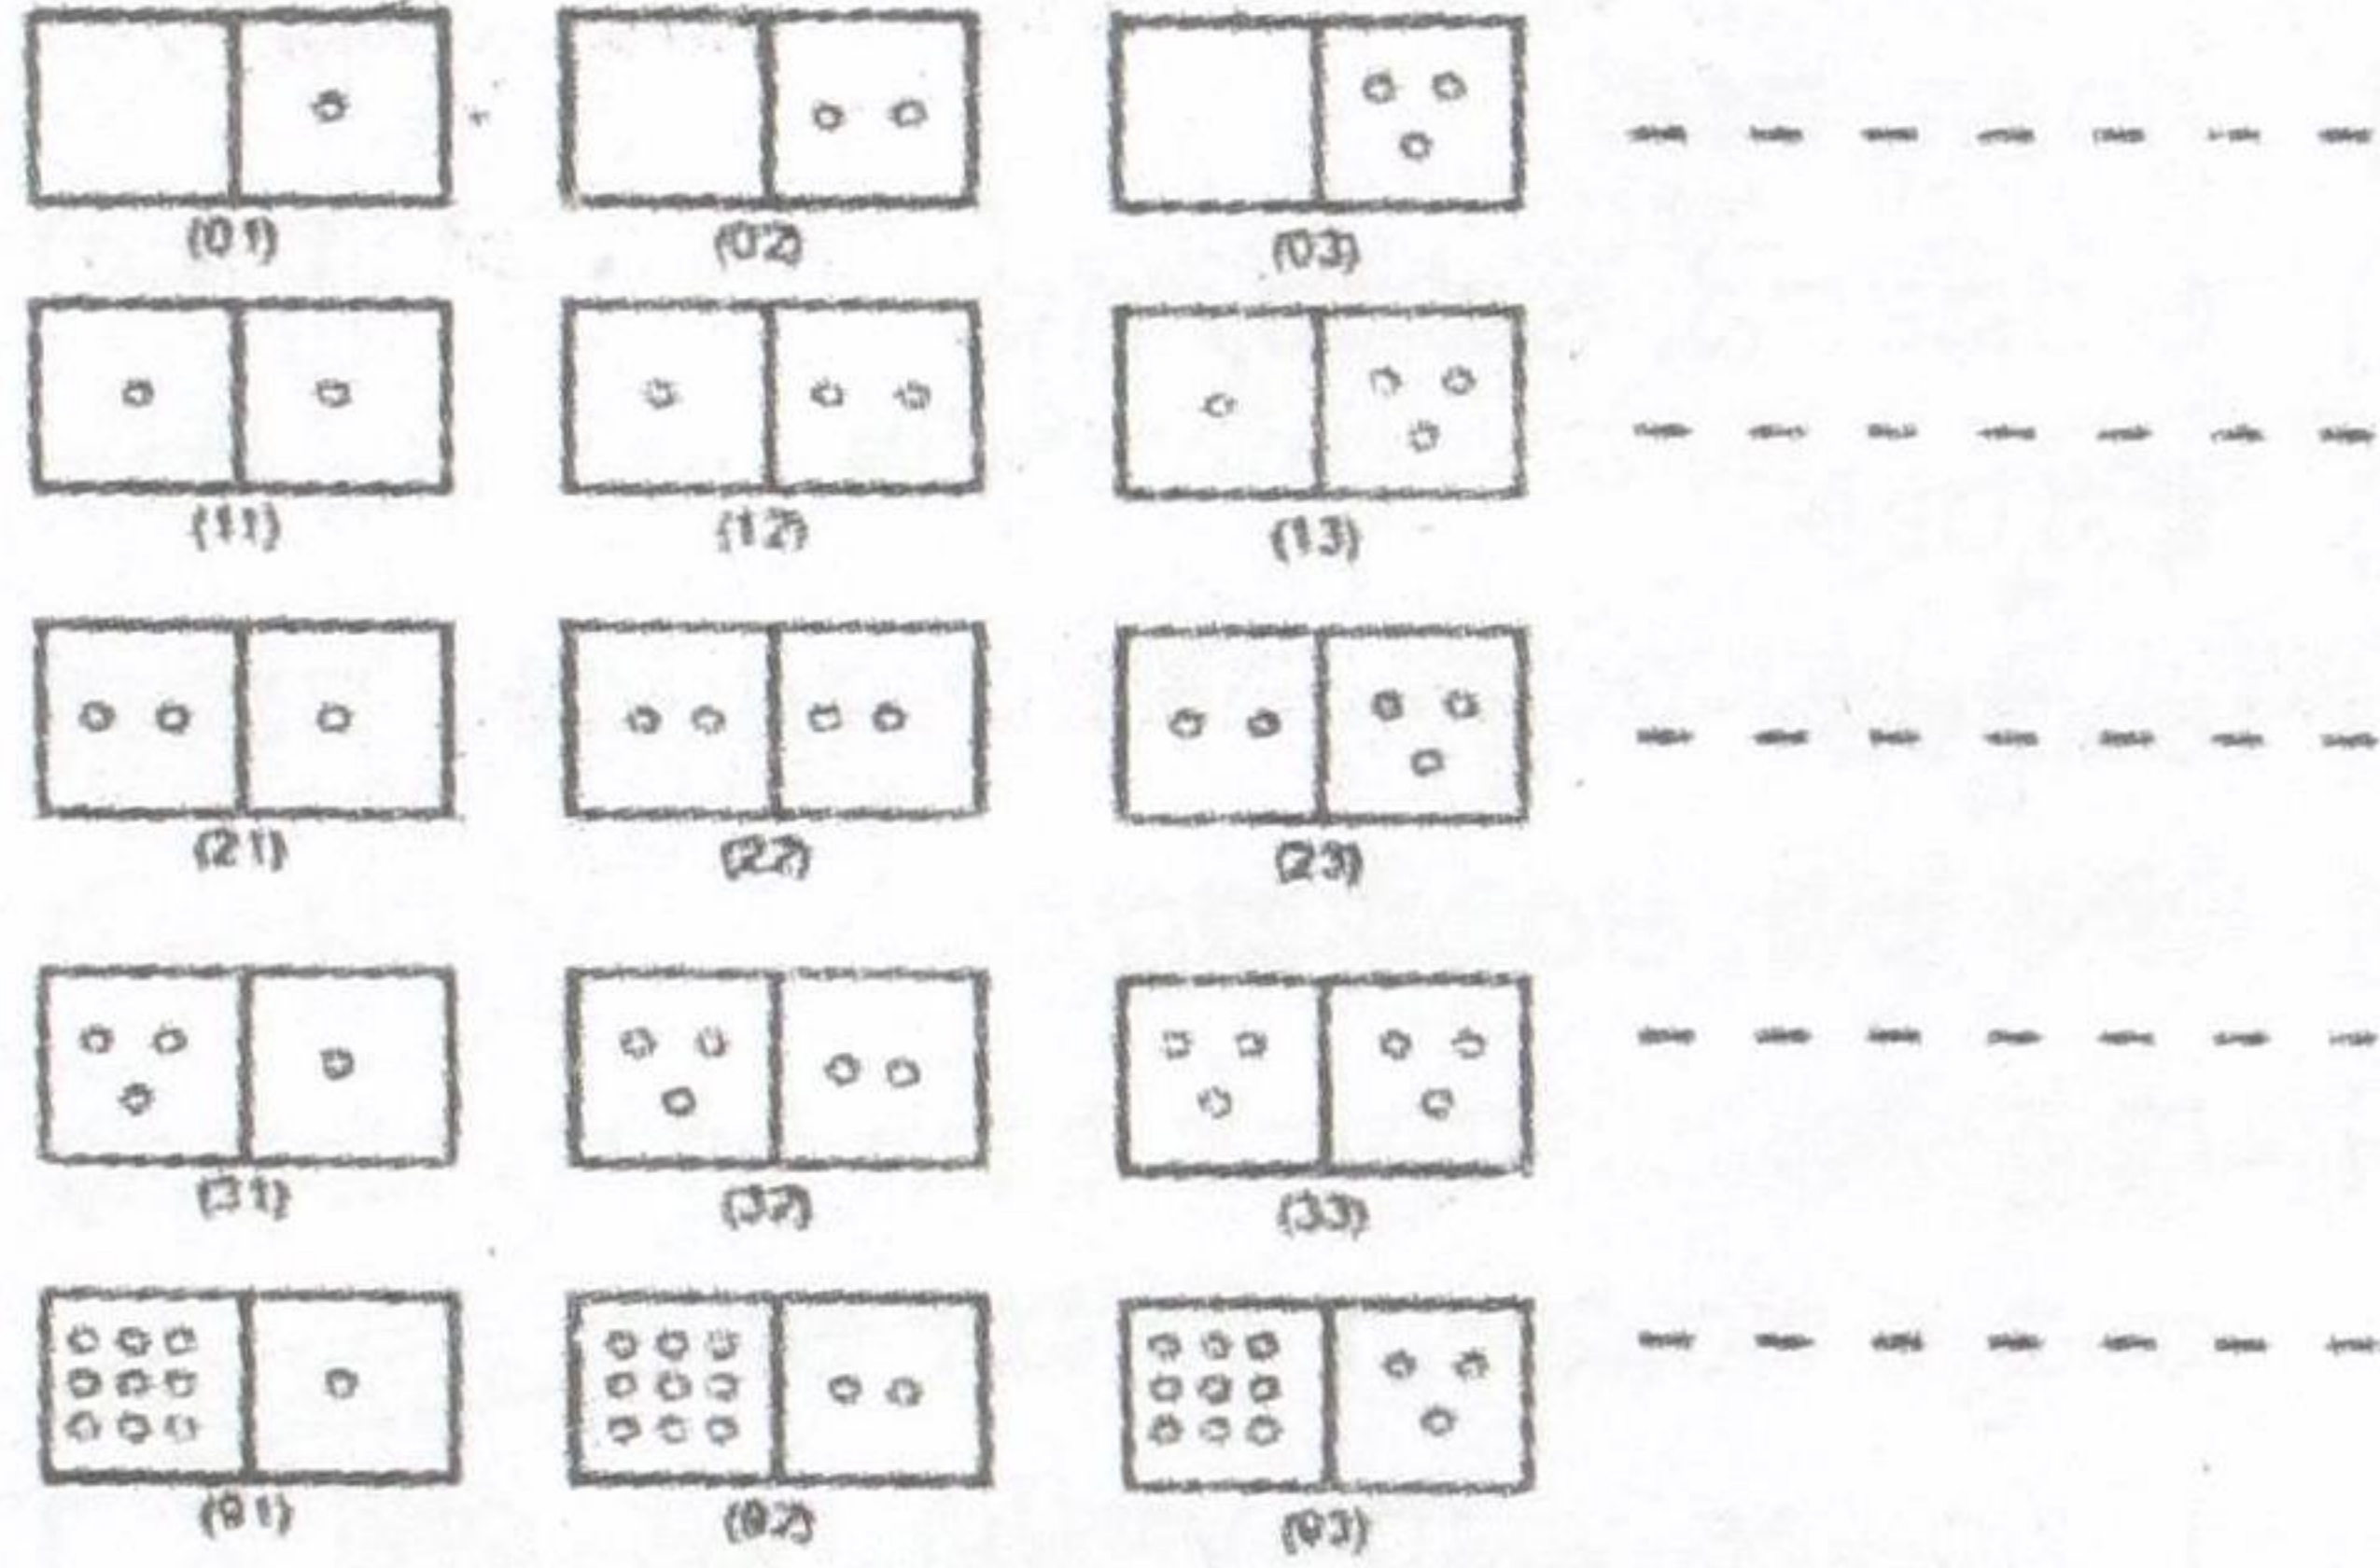 (01) (02) (03)
(11) (12) (13)
(21) (22) (23)
(31) (32) (33)
(91) (92) (93)